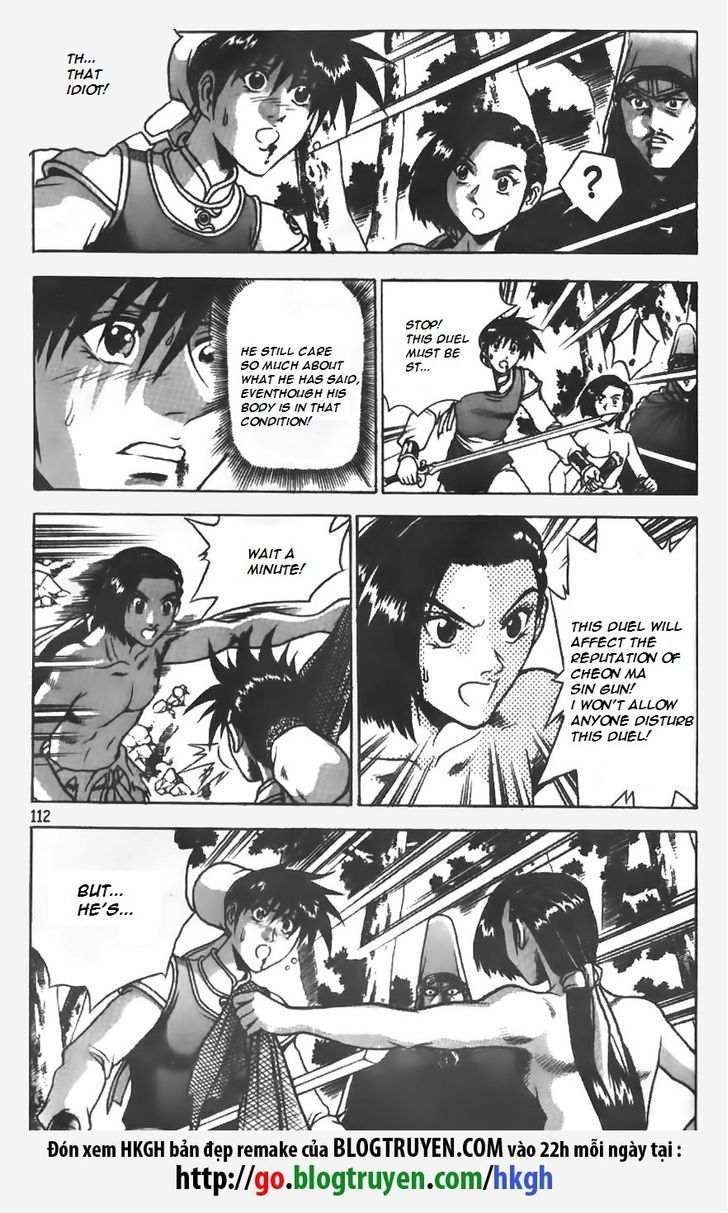 TH...
THAT
IDIOT!
?
HE STILL CARE
SO MUCH ABOUT
WHAT HE HAS SAID,
EVENTHOUGH HIS
BODY IS IN THAT
CONDITION!
STOP!
THIS DUEL
MUST BE
ST...
WAIT A
MINUTE!
THIS DUEL WILL
AFFECT THE
REPUTATION OF
CHEON MA
SIN GUN!
I WON'T ALLOW
ANYONE DISTURB
THIS DUEL!
112
BUT...
HE'S...
Đón xem HKGH bản đẹp remake của BLOGTRUYEN.COM vào 22h mỗi ngày tại :
http://go.blogtruyen.com/hkgh